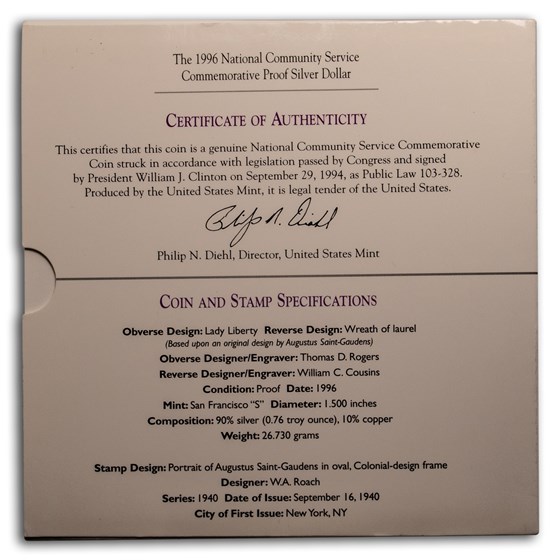 The 1996 National Community Service
Commemorative Proof Silver Dollar
CERTIFICATE OF AUTHENTICITY
This certifies that this coin is a genuine National Community Service Commemorative
Coin struck in accordance with legislation passed by Congress and signed
by President William J. Clinton on September 29, 1994, as Public Law 103-328.
Produced by the United States Mint, it is legal tender of the United States.
Philip N. Diehl
Philip N. Diehl, Director, United States Mint
COIN AND STAMP SPECIFICATIONS
Obverse Design: Lady Liberty Reverse Design: Wreath of laurel
(Based upon an original design by Augustus Saint-Gaudens)
Obverse Designer/Engraver: Thomas D. Rogers
Reverse Designer/Engraver: William C. Cousins
Condition: Proof Date: 1996
Mint: San Francisco "S" Diameter: 1.500 inches
Composition: 90% silver (0.76 troy ounce), 10% copper
Weight: 26.730 grams
Stamp Design: Portrait of Augustus Saint-Gaudens in oval, Colonial-design frame
Designer: W.A. Roach
Series: 1940 Date of Issue: September 16, 1940
City of First Issue: New York, NY